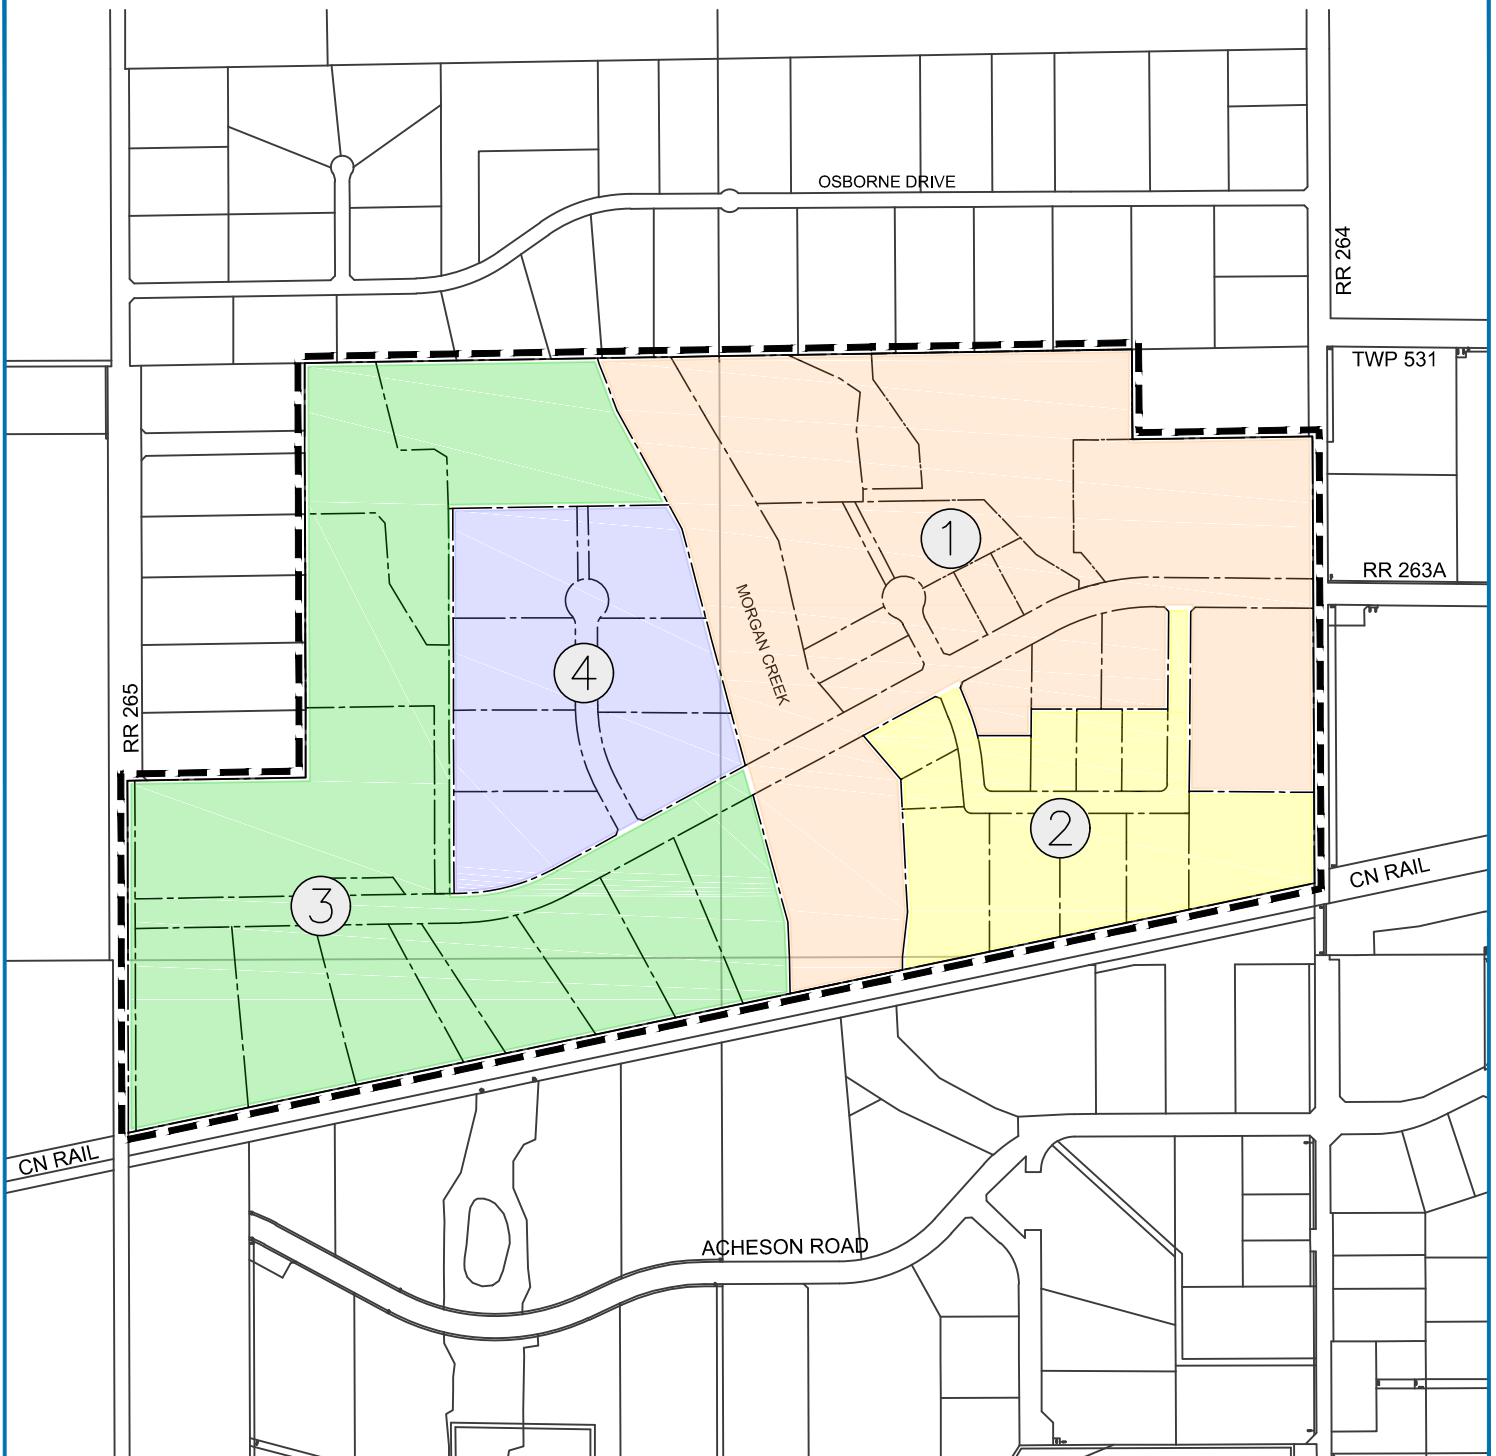 OSBORNE DRIVE
RR 264
TWP 531
1
RR 263A
MORGAN CREEK
4
RR 265
2
CN RAIL
3
CN RAIL
ACHESON ROAD